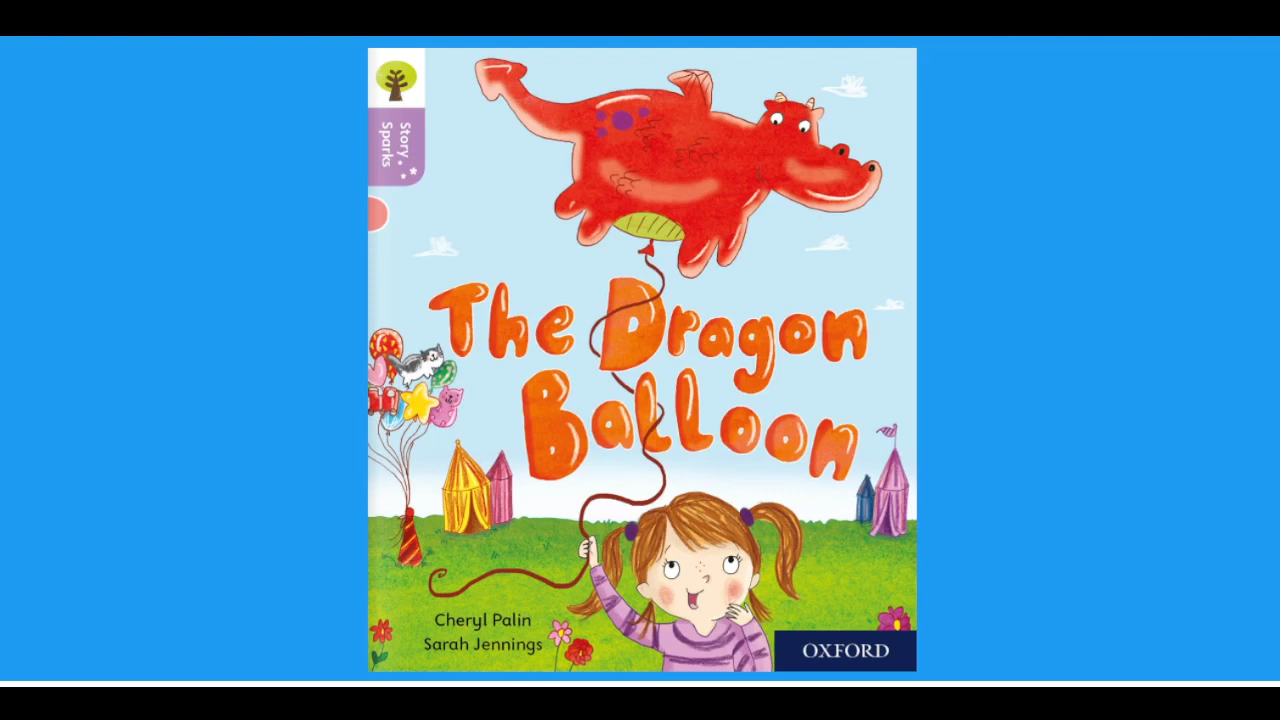 Story
Sparks
The Dragon
Balloon
Cheryl Palin
Sarah Jennings
OXFORD